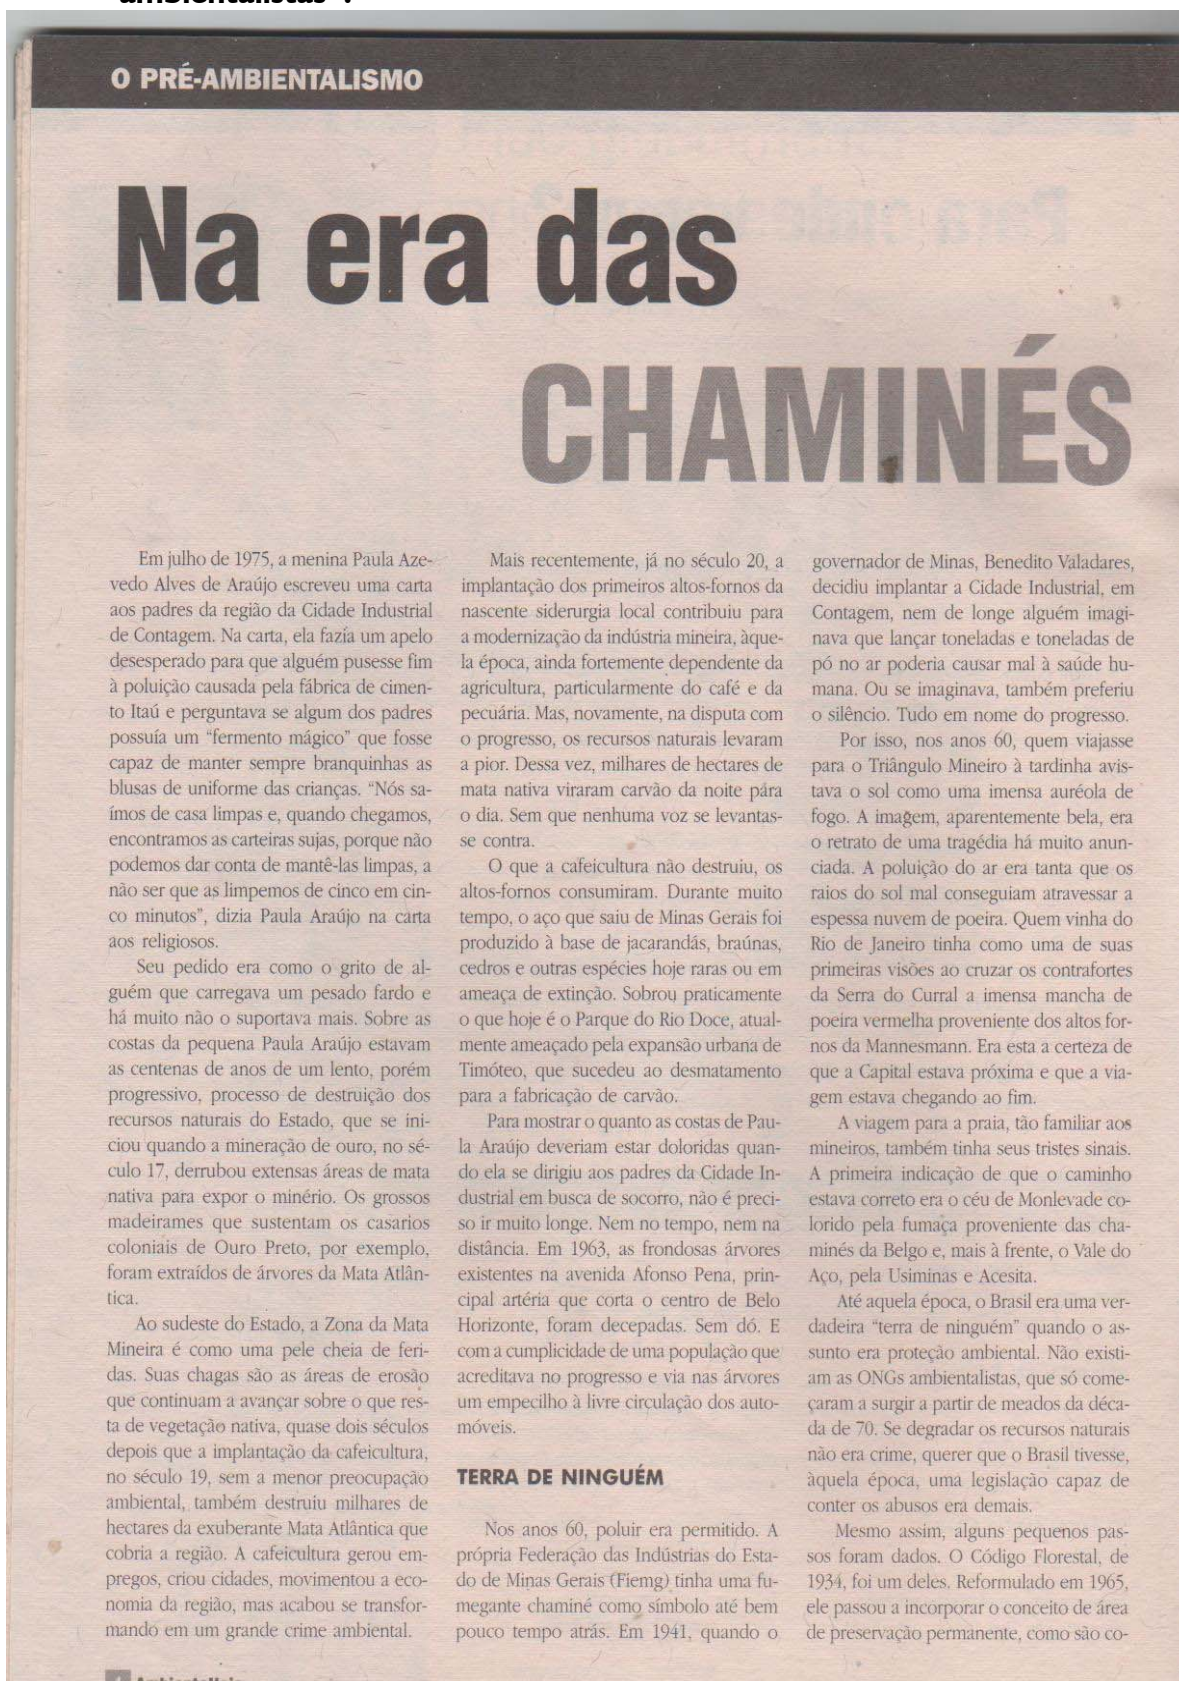 O PRÉ-AMBIENTALISMO
Na era das
CHAMINÉS
Em julho de 1975, a menina Paula Aze-
vedo Alves de Araújo escreveu uma carta
aos padres da região da Cidade Industrial
de Contagem. Na carta, ela fazia um apelo
desesperado para que alguém pusesse fim
à poluição causada pela fábrica de cimen-
to Itaú e perguntava se algum dos padres
possuía um “fermento mágico” que fosse
capaz de manter sempre branquinhas as
blusas de uniforme das crianças. “Nós sa-
ímos de casa limpas e, quando chegamos,
encontramos as carteiras sujas, porque não
podemos dar conta de mantê-las limpas, a
não ser que as limpemos de cinco em cin-
co minutos”, dizia Paula Araújo na carta
aos religiosos.
Seu pedido era como o grito de al-
guém que carregava um pesado fardo e
há muito não o suportava mais. Sobre as
costas da pequena Paula Araújo estavam
as centenas de anos de um lento, porém
progressivo, processo de destruição dos
recursos naturais do Estado, que se ini-
ciou quando a mineração de ouro, no sé-
culo 17, derrubou extensas áreas de mata
nativa para expor o minério. Os grossos
madeirames que sustentam os casarios
coloniais de Ouro Preto, por exemplo,
foram extraídos de árvores da Mata Atlân-
tica.
Ao sudeste do Estado, a Zona da Mata
Mineira é como uma pele cheia de feri-
das. Suas chagas são as áreas de erosão
que continuam a avançar sobre o que res-
ta de vegetação nativa, quase dois séculos
depois que a implantação da cafeicultura,
no século 19, sem a menor preocupação
ambiental, também destruiu milhares de
hectares da exuberante Mata Atlântica que
cobria a região. A cafeicultura gerou em-
pregos, criou cidades, movimentou a eco-
nomia da região, mas acabou se transfor-
mando em um grande crime ambiental.
Mais recentemente, já no século 20, a
implantação dos primeiros altos-fornos da
nascente siderurgia local contribuiu para
a modernização da indústria mineira, àque-
la época, ainda fortemente dependente da
agricultura, particularmente do café e da
pecuária. Mas, novamente, na disputa com
o progresso, os recursos naturais levaram
a pior. Dessa vez, milhares de hectares de
mata nativa viraram carvão da noite pára
o dia. Sem que nenhuma voz se levantas-
se contra.
O que a cafeicultura não destruiu, os
altos-fornos consumiram. Durante muito
tempo, o aço que saiu de Minas Gerais foi
produzido à base de jacarandás, braúnas,
cedros e outras espécies hoje raras ou em
ameaça de extinção. Sobrou praticamente
o que hoje é o Parque do Rio Doce, atual-
mente ameaçado pela expansão urbana de
Timóteo, que sucedeu ao desmatamento
para a fabricação de carvão.
Para mostrar o quanto as costas de Pau-
la Araújo deveriam estar doloridas quan-
do ela se dirigiu aos padres da Cidade In-
dustrial em busca de socorro, não é preci-
so ir muito longe. Nem no tempo, nem na
distância. Em 1963, as frondosas árvores
existentes na avenida Afonso Pena, prin-
cipal artéria que corta o centro de Belo
Horizonte, foram decepadas. Sem dó. E
com a cumplicidade de uma população que
acreditava no progresso e via nas árvores
um empecilho à livre circulação dos auto-
móveis.
TERRA DE NINGUÉM
Nos anos 60, poluir era permitido. A
própria Federação das Indústrias do Esta-
do de Minas Gerais (Fiemg) tinha uma fu-
megante chaminé como símbolo até bem
pouco tempo atrás. Em 1941, quando o
governador de Minas, Benedito Valadares,
decidiu implantar a Cidade Industrial, em
Contagem, nem de longe alguém imagi-
nava que lançar toneladas e toneladas de
pó no ar poderia causar mal à saúde hu-
mana. Ou se imaginava, também preferiu
o silêncio. Tudo em nome do progresso.
Por isso, nos anos 60, quem viajasse
para o Triângulo Mineiro à tardinha avis-
tava o sol como uma imensa auréola de
fogo. A imagem, aparentemente bela, era
o retrato de uma tragédia há muito anun-
ciada. A poluição do ar era tanta que os
raios do sol mal conseguiam atravessar a
espessa nuvem de poeira. Quem vinha do
Rio de Janeiro tinha como uma de suas
primeiras visões ao cruzar os contrafortes
da Serra do Curral a imensa mancha de
poeira vermelha proveniente dos altos for-
nos da Mannesmann. Era esta a certeza de
que a Capital estava próxima e que a via-
gem estava chegando ao fim.
A viagem para a praia, tão familiar aos
mineiros, também tinha seus tristes sinais.
A primeira indicação de que o caminho
estava correto era o céu de Monlevade co-
lorido pela fumaça proveniente das cha-
minés da Belgo e, mais à frente, o Vale do
Aço, pela Usiminas e Acesita.
Até aquela época, o Brasil era uma ver-
dadeira “terra de ninguém” quando o as-
sunto era proteção ambiental. Não existi-
am as ONGs ambientalistas, que só come-
çaram a surgir a partir de meados da déca-
da de 70. Se degradar os recursos naturais
não era crime, querer que o Brasil tivesse,
àquela época, uma legislação capaz de
conter os abusos era demais.
Mesmo assim, alguns pequenos pas-
sos foram dados. O Código Florestal, de
1934, foi um deles. Reformulado em 1965,
ele passou a incorporar o conceito de área
de preservação permanente, como são co-